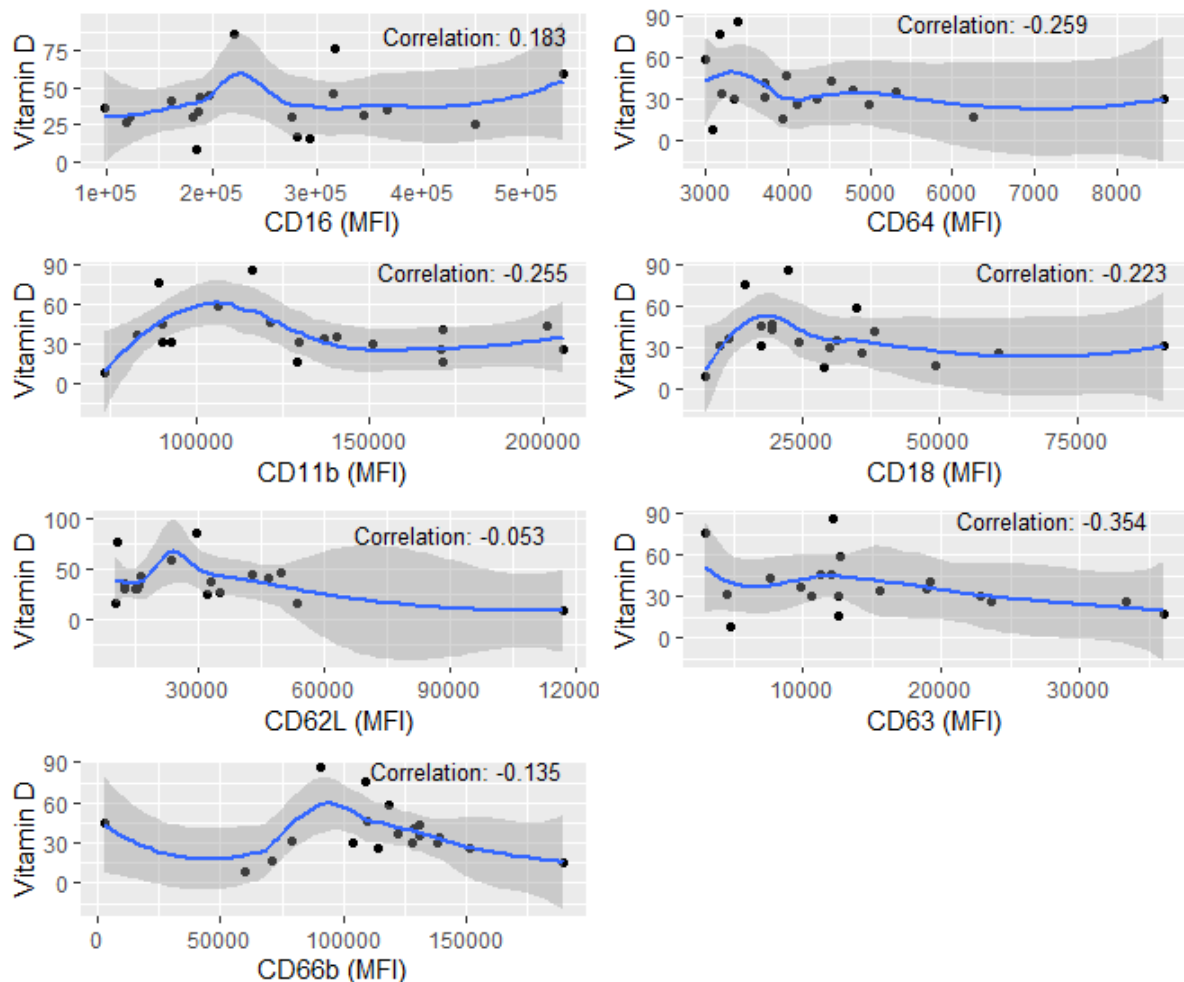 Correlation: 0.183
Vitamin D
75
50
25
0
1e+05 2e+05 3e+05 4e+05 5e+05
CD16 (MFI)
Correlation: -0.259
Vitamin D
90
60
30
0
3000 4000 5000 6000 7000 8000
CD64 (MFI)
Correlation: -0.255
Vitamin D
90
60
30
0
100000 150000 200000
CD11b (MFI)
Correlation: -0.223
Vitamin D
90
60
30
0
25000 50000 75000
CD18 (MFI)
Correlation: -0.053
Vitamin D
100
50
0
30000 60000 90000 12000
CD62L (MFI)
Correlation: -0.354
Vitamin D
90
60
30
0
10000 20000 30000
CD63 (MFI)
Correlation: -0.135
Vitamin D
90
60
30
0
0 50000 100000 150000
CD66b (MFI)